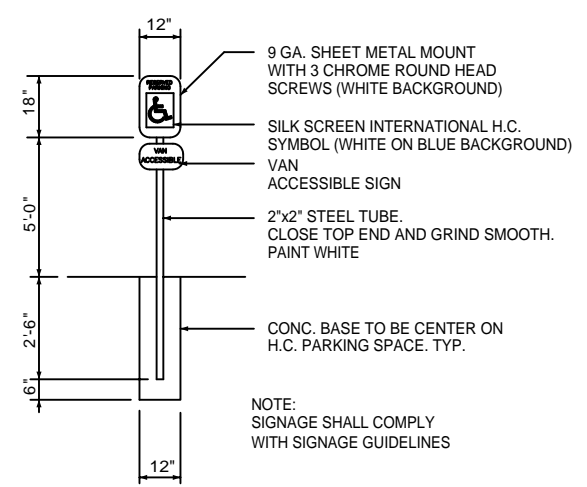 12"
9 GA. SHEET METAL MOUNT
WITH 3 CHROME ROUND HEAD
SCREWS (WHITE BACKGROUND)
18"
RESERVED
PARKING
SILK SCREEN INTERNATIONAL H.C.
SYMBOL (WHITE ON BLUE BACKGROUND)
VAN
ACCESSIBLE
VAN
ACCESSIBLE SIGN
5'-0"
2"x2" STEEL TUBE.
CLOSE TOP END AND GRIND SMOOTH.
PAINT WHITE
2'-6"
CONC. BASE TO BE CENTER ON
H.C. PARKING SPACE. TYP.
6"
NOTE:
SIGNAGE SHALL COMPLY
WITH SIGNAGE GUIDELINES
12"